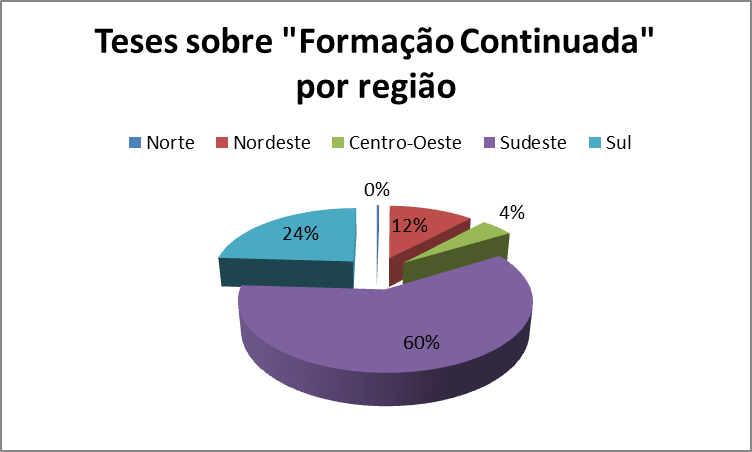 Teses sobre "Formação Continuada"
por região
Norte Nordeste Centro-Oeste Sudeste Sul
0%
12%
4%
24%
60%